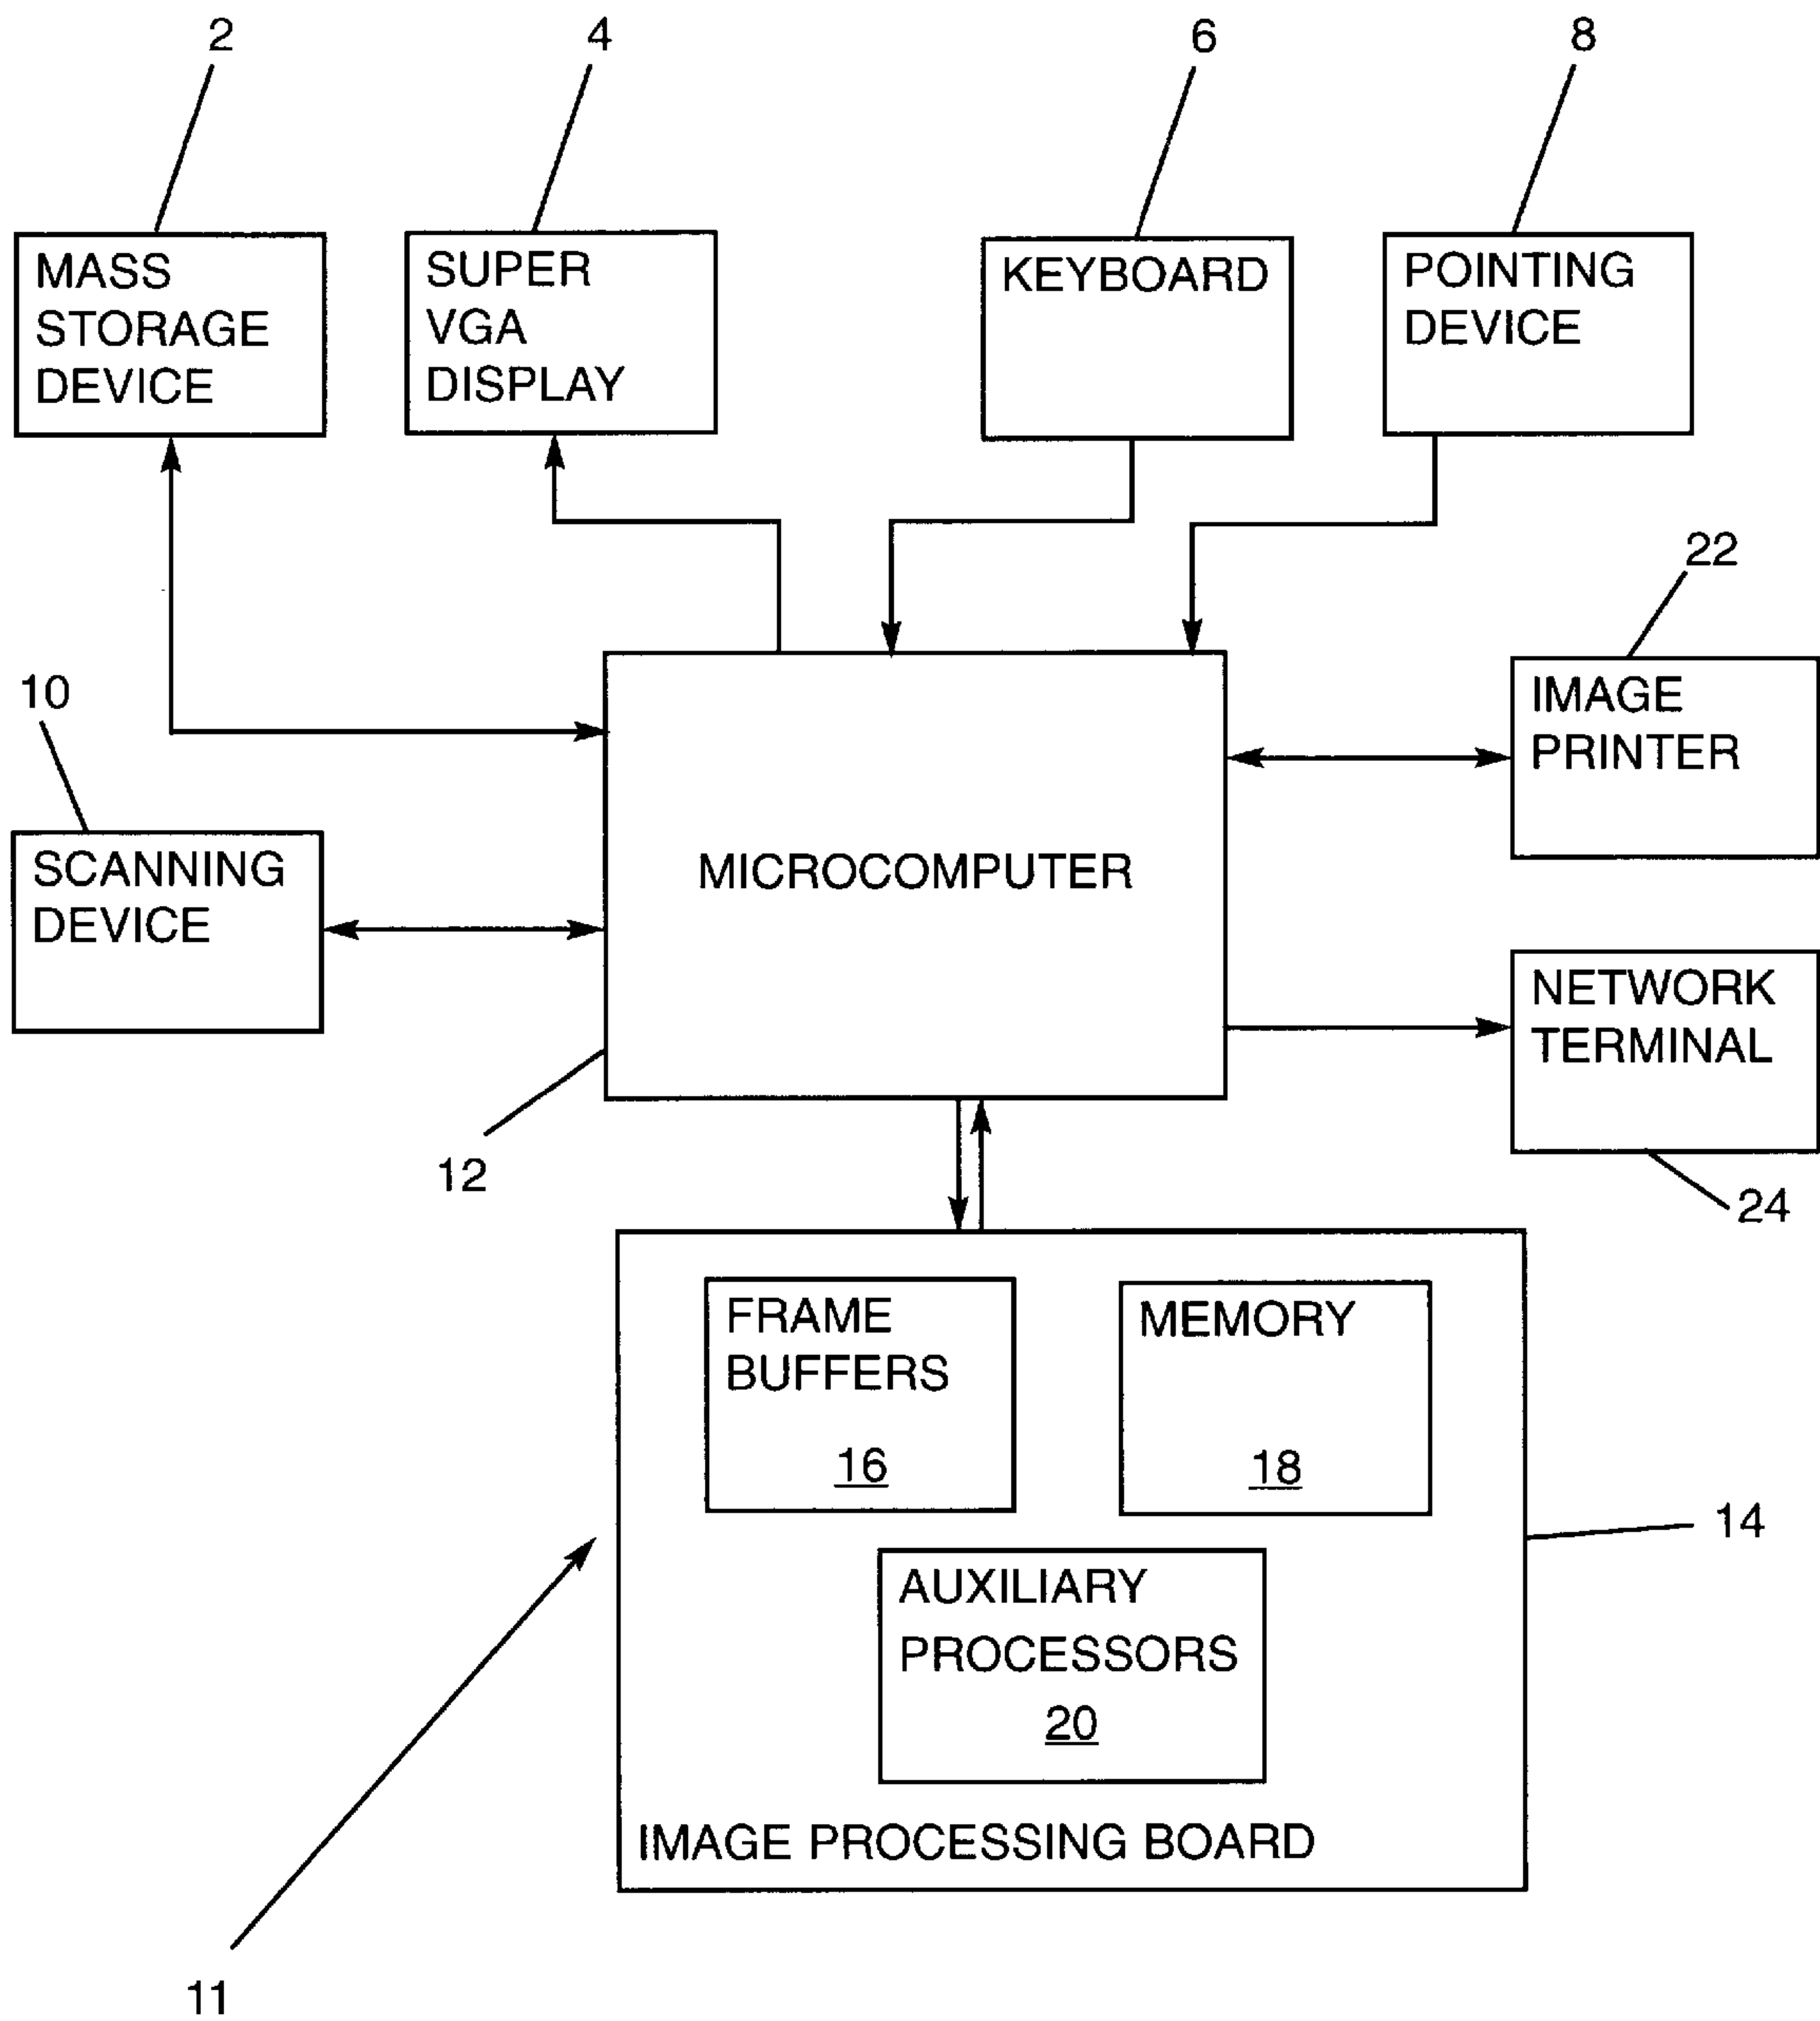 2
4
6
8
MASS
STORAGE
DEVICE
SUPER
VGA
DISPLAY
KEYBOARD
POINTING
DEVICE
22
10
IMAGE
PRINTER
SCANNING
DEVICE
MICROCOMPUTER
NETWORK
TERMINAL
12
24
FRAME
BUFFERS
16
MEMORY
18
14
AUXILIARY
PROCESSORS
20
IMAGE PROCESSING BOARD
11